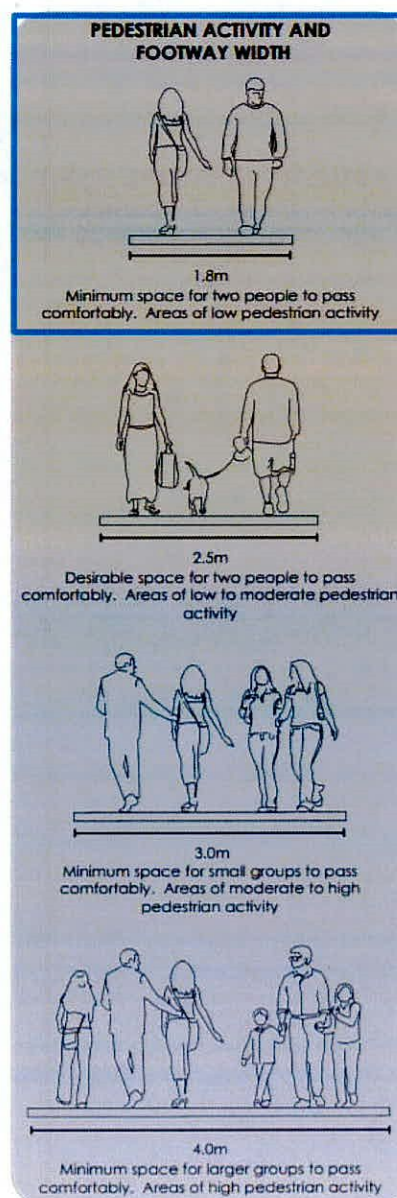 PEDESTRIAN ACTIVITY AND
FOOTWAY WIDTH
1.8m
Minimum space for two people to pass
comfortably. Areas of low pedestrian activity
2.5m
Desirable space for two people to pass
comfortably. Areas of low to moderate pedestrian
activity
3.0m
Minimum space for small groups to pass
comfortably. Areas of moderate to high
pedestrian activity
4.0m
Minimum space for larger groups to pass
comfortably. Areas of high pedestrian activity